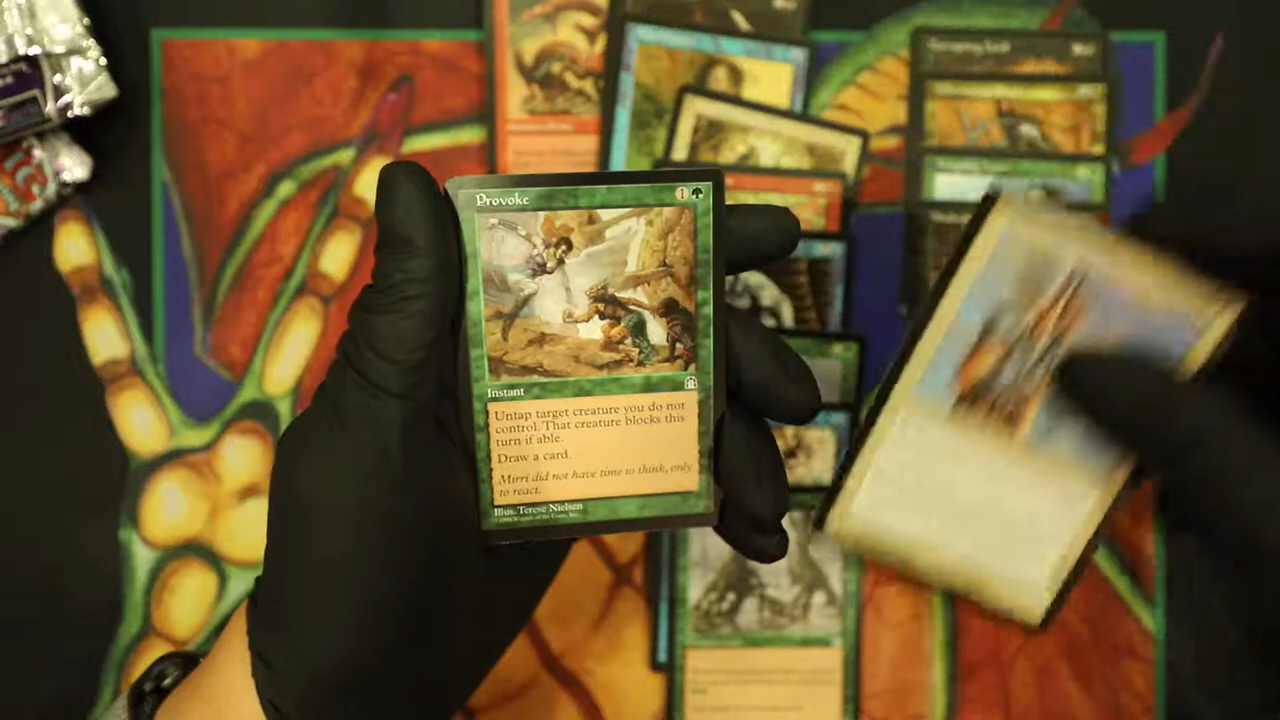 Provoke
1
Instant
Untap target creature you do not
control. That creature blocks this
turn if able.
Draw a card.
Mirri did not have time to think, only
to react.
Illus. Terese Nielsen